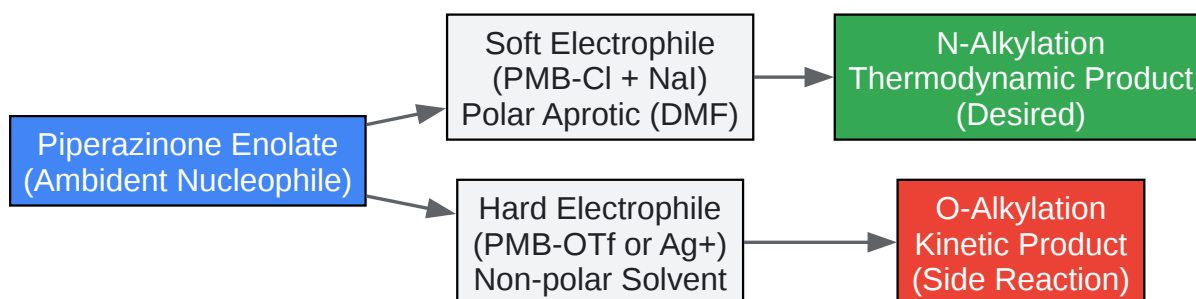 Piperazinone Enolate
(Ambident Nucleophile)
Soft Electrophile
(PMB-Cl + NaI)
Polar Aprotic (DMF)
N-Alkylation
Thermodynamic Product
(Desired)
Hard Electrophile
(PMB-OTf or Ag+)
Non-polar Solvent
O-Alkylation
Kinetic Product
(Side Reaction)